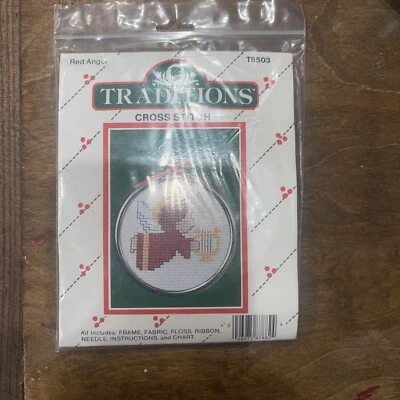 Red Angel
T8503
TRADITIONS
CROSS STITCH
Kit Includes: FRAME, FABRIC, FLOSS, RIBBON,
NEEDLE, INSTRUCTIONS, and CHART.